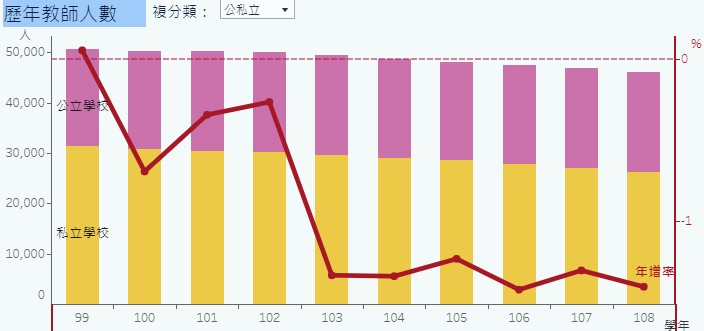 歷年教師人數 複分類： 公私立
人 %
50,000 0
公立學校
40,000
30,000
20,000 -1
私立學校
10,000
年增率
0
99 100 101 102 103 104 105 106 107 108
學年